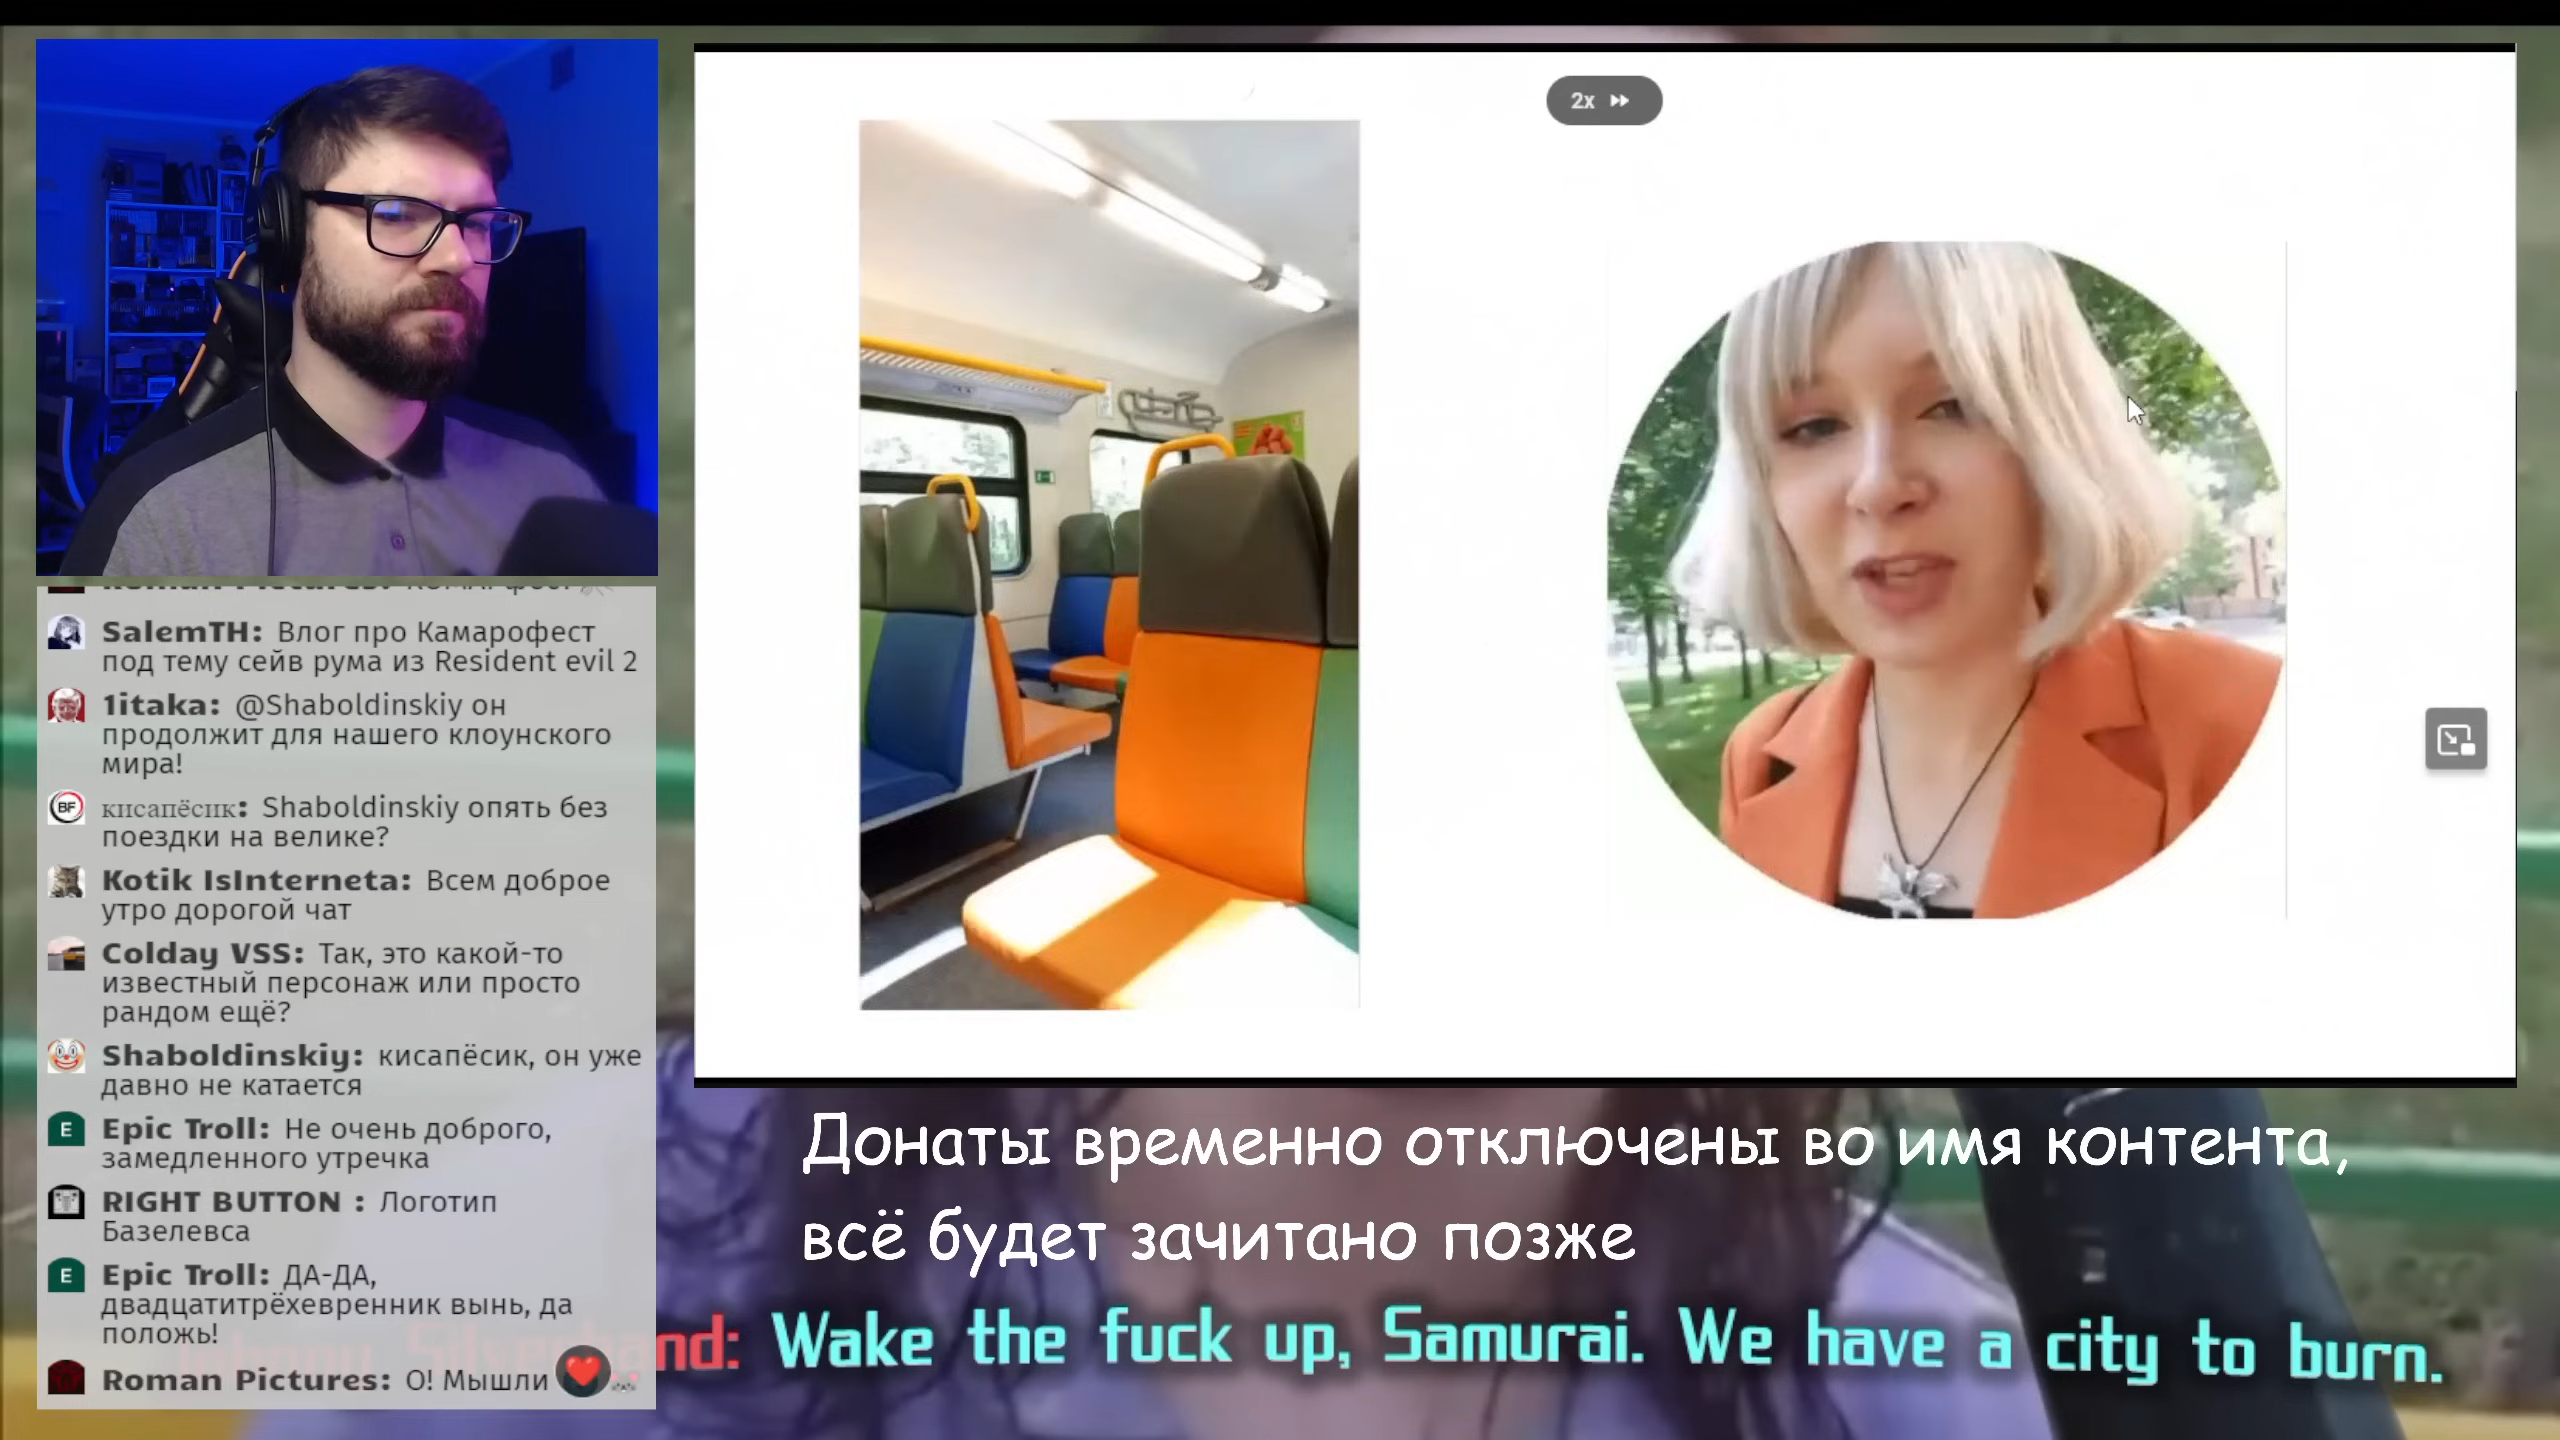 2x
SalemTH: Влог про Камарофест
под тему сейв рума из Resident evil 2
1itaka: @Shaboldinskiy он
продолжит для нашего клоунского
мира!
кисапёсик: Shaboldinskiy опять без
поездки на велике?
Kotik IsInterneta: Всем доброе
утро дорогой чат
Colday VSS: Так, это какой-то
известный персонаж или просто
рандом ещё?
Shaboldinskiy: кисапёсик, он уже
давно не катается
Epic Troll: Не очень доброго,
замедленного утречка
RIGHT BUTTON : Логотип
Базелевса
Epic Troll: ДА-ДА,
двадцатитрёхевренник вынь, да
положь!
Roman Pictures: О! Мышли
Донаты временно отключены во имя контента,
всё будет зачитано позже
Johnny Silverhand: Wake the fuck up, Samurai. We have a city to burn.